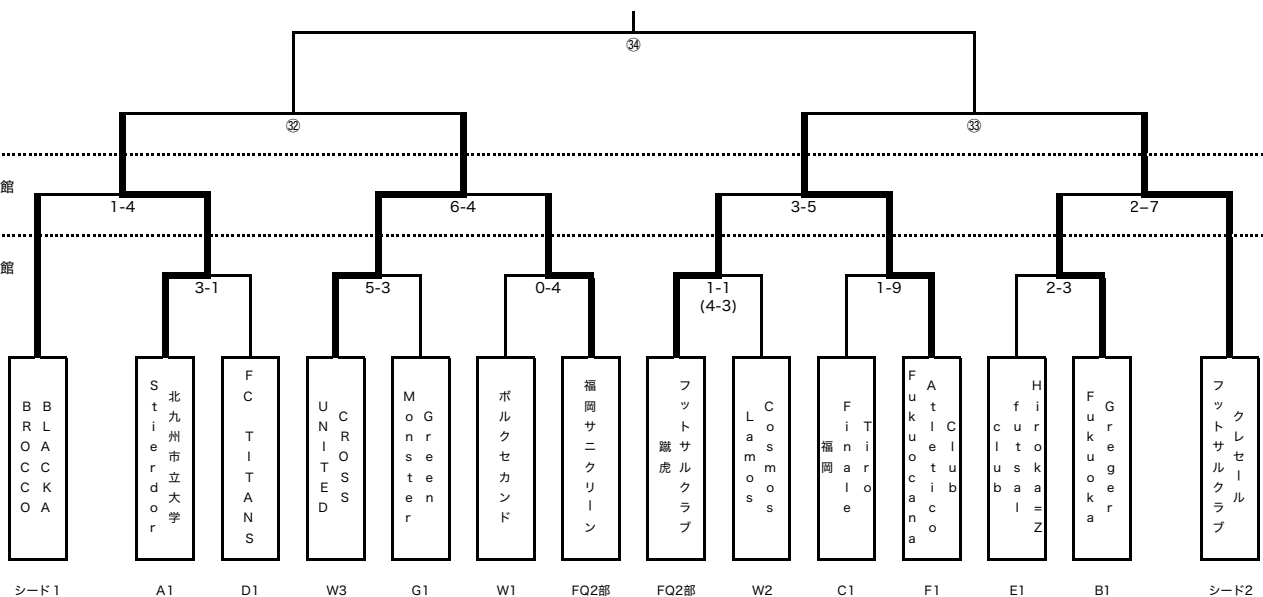 ㉞
㉜
㉝
館
1-4
6-4
3-5
2−7
館
3-1
5-3
0-4
1-1
(4-3)
1-9
2-3
BLACKA
BROCCO
北九州市立大学
Stierdor
FC TITANS
CROSS
UNITED
Green
Monster
ボルクセカンド
福岡サニクリーン
フットサルクラブ
蹴虎
Cosmos
Lamos
Tiro
Finale
福岡
Club
Atletico
Fukuocana
Hiroka=Z
futsal
club
Greger
Fukuoka
クレセール
フットサルクラブ
シード1
A1
D1
W3
G1
W1
FQ2部
FQ2部
W2
C1
F1
E1
B1
シード2